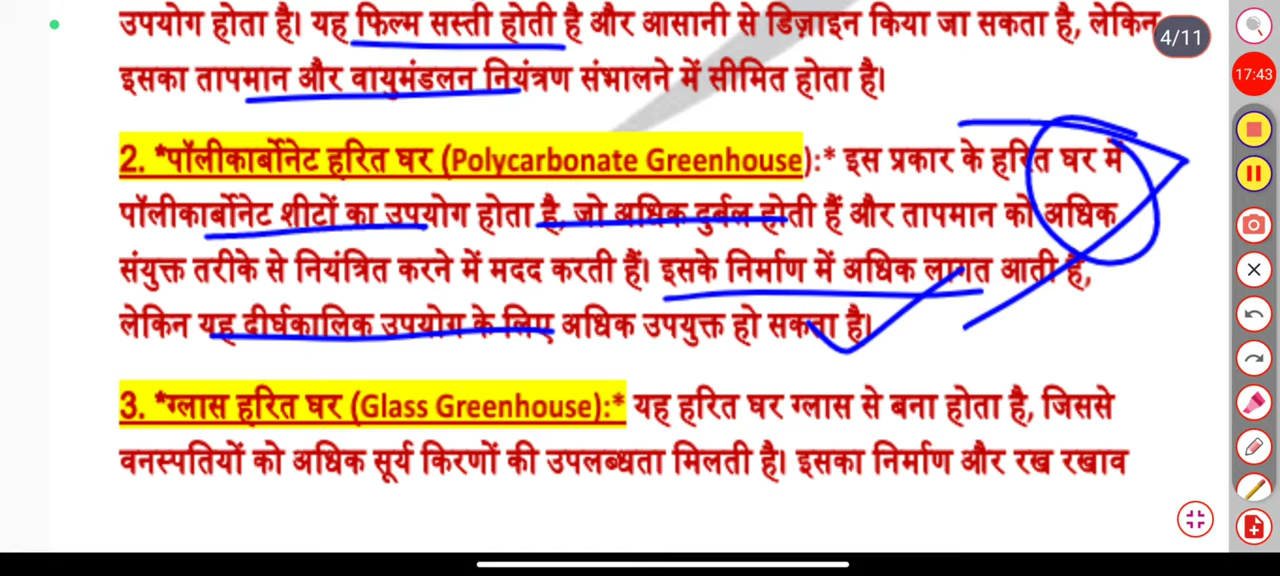 उपयोग होता है। यह फिल्म सस्ती होती है और आसानी से डिज़ाइन किया जा सकता है, लेकिन
4/11
इसका तापमान और वायुमंडलन नियंत्रण संभालने में सीमित होता है।
17:43
2. *पॉलीकार्बोनेट हरित घर (Polycarbonate Greenhouse):* इस प्रकार के हरित घर में
पॉलीकार्बोनेट शीटों का उपयोग होता है, जो अधिक दुर्बल होती हैं और तापमान को अधिक
संयुक्त तरीके से नियंत्रित करने में मदद करती हैं। इसके निर्माण में अधिक लागत आती है,
लेकिन यह दीर्घकालिक उपयोग के लिए अधिक उपयुक्त हो सकता है।
3. *ग्लास हरित घर (Glass Greenhouse):* यह हरित घर ग्लास से बना होता है, जिससे
वनस्पतियों को अधिक सूर्य किरणों की उपलब्धता मिलती है। इसका निर्माण और रख रखाव